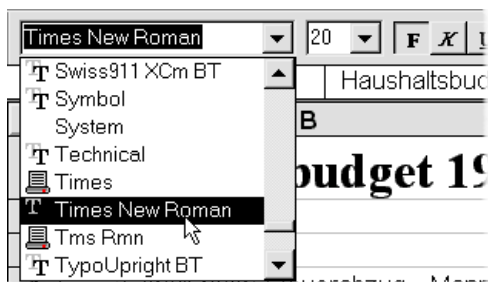 Times New Roman 20 F K U
Swiss911 XCm BT
Haushaltsbuc
Symbol
System
B
Technical
Times
budget 19
Times New Roman
Tms Rmn
TypoUpright BT